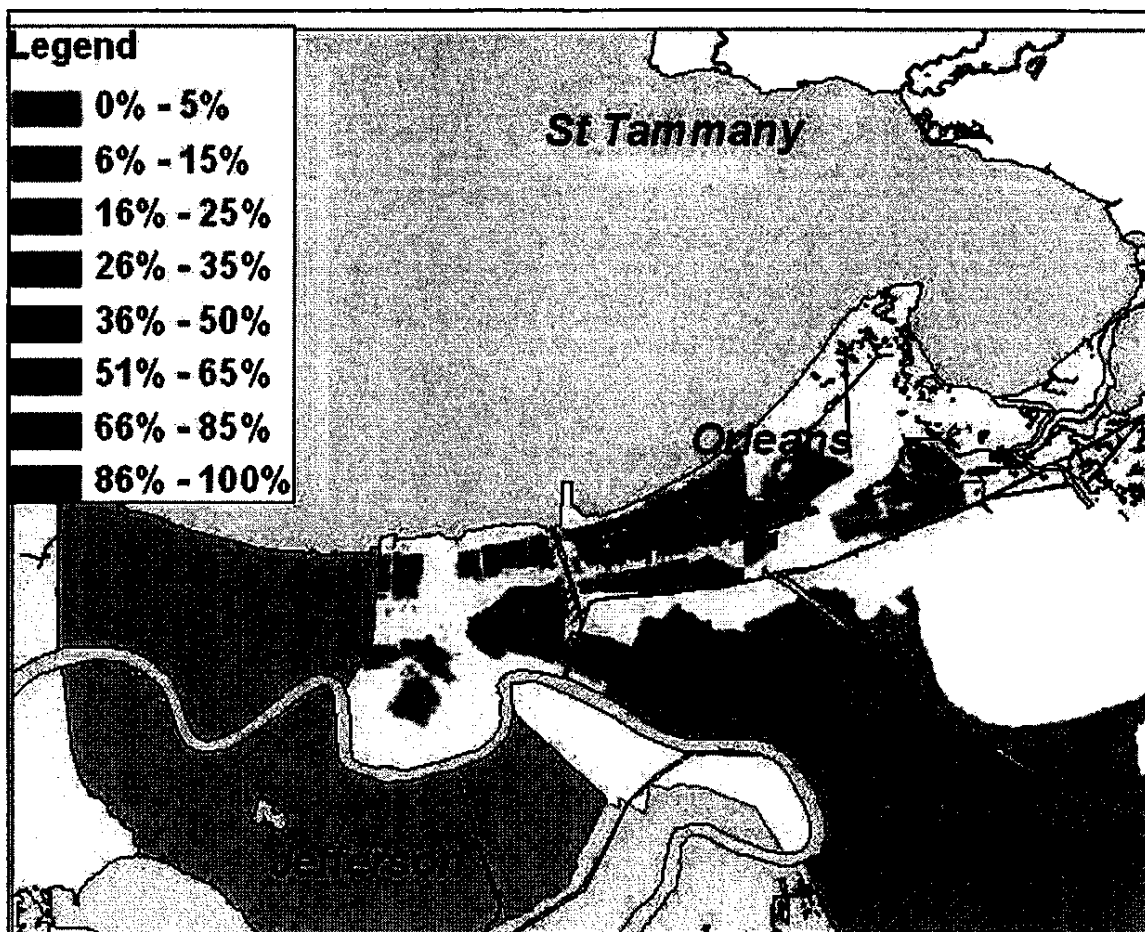 Legend
0% - 5%
6% - 15%
16% - 25%
26% - 35%
36% - 50%
51% - 65%
66% - 85%
86% - 100%
St Tammany
Orleans
Jefferson